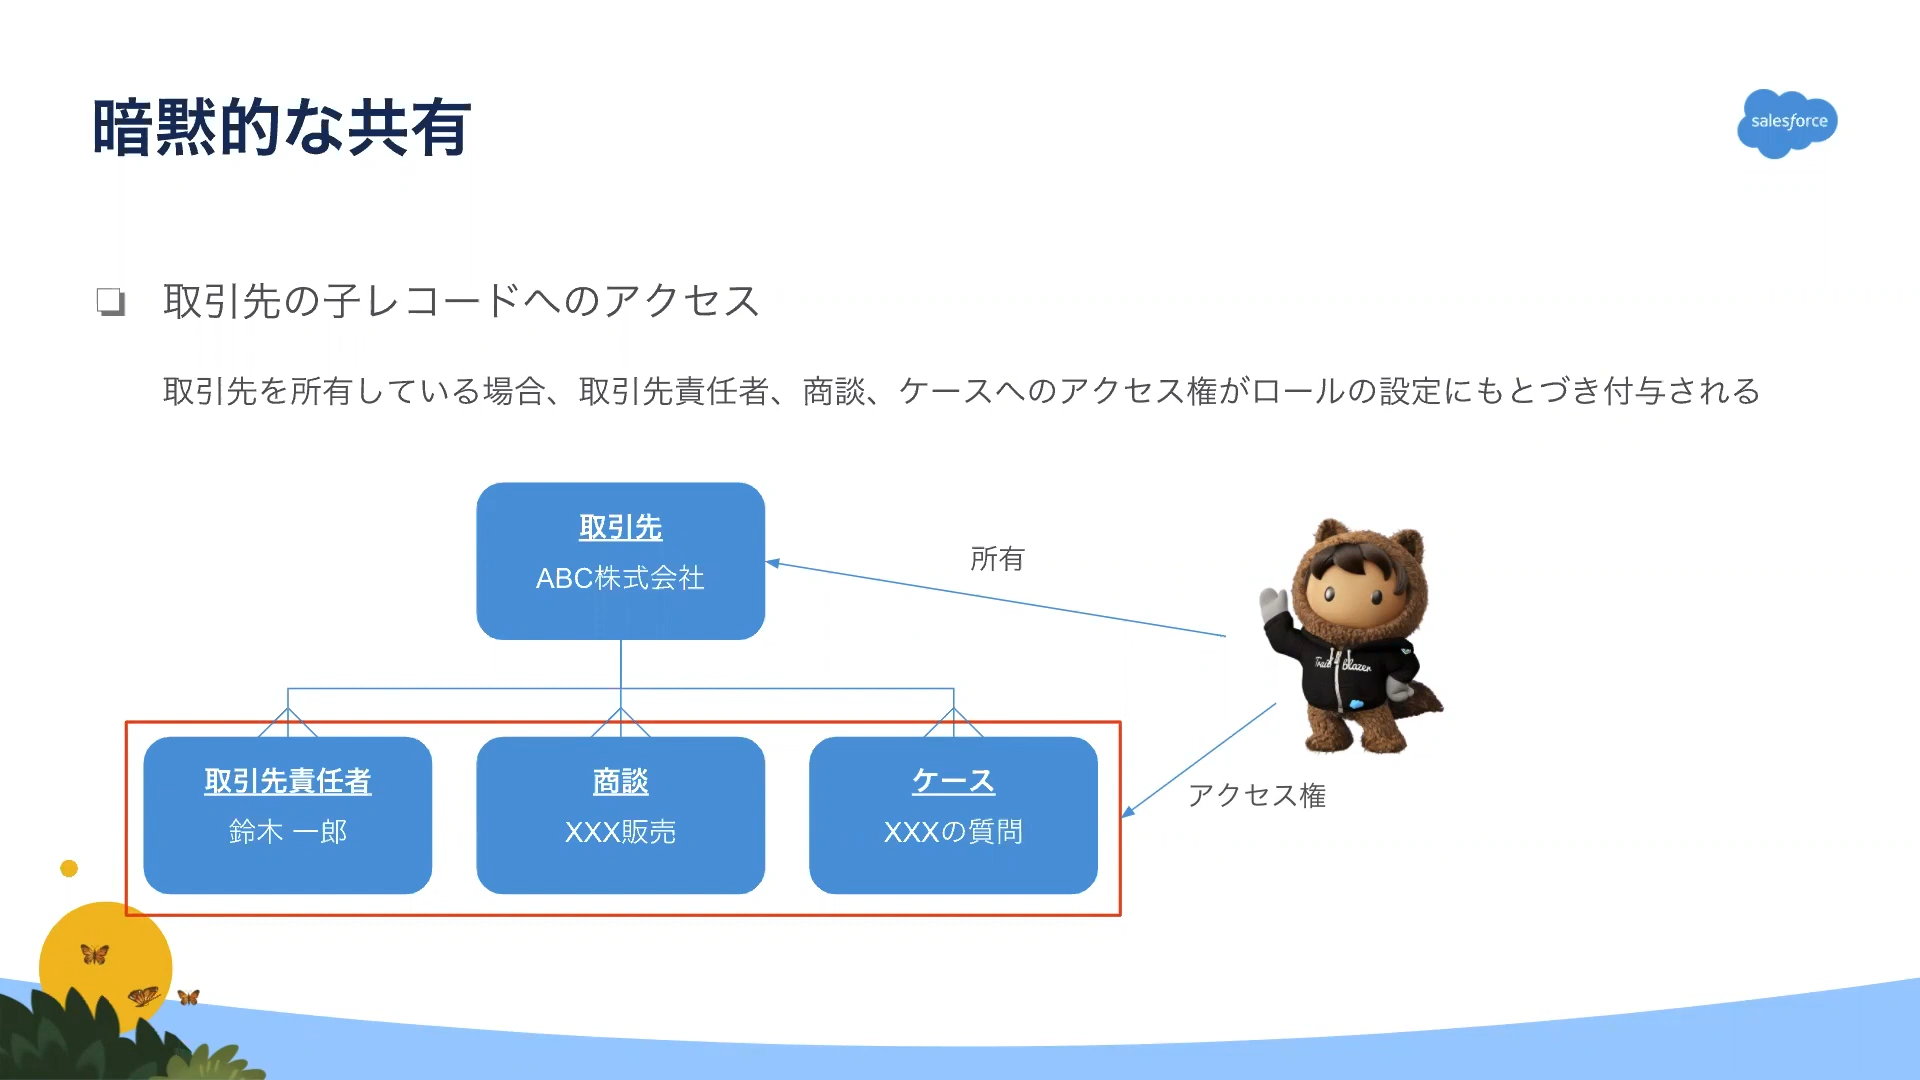 暗黙的な共有
salesforce
取引先の子レコードへのアクセス
取引先を所有している場合、取引先責任者、商談、ケースへのアクセス権がロールの設定にもとづき付与される
取引先
ABC株式会社
所有
Trailblazer
アクセス権
取引先責任者
鈴木 一郎
商談
XXX販売
ケース
XXXの質問